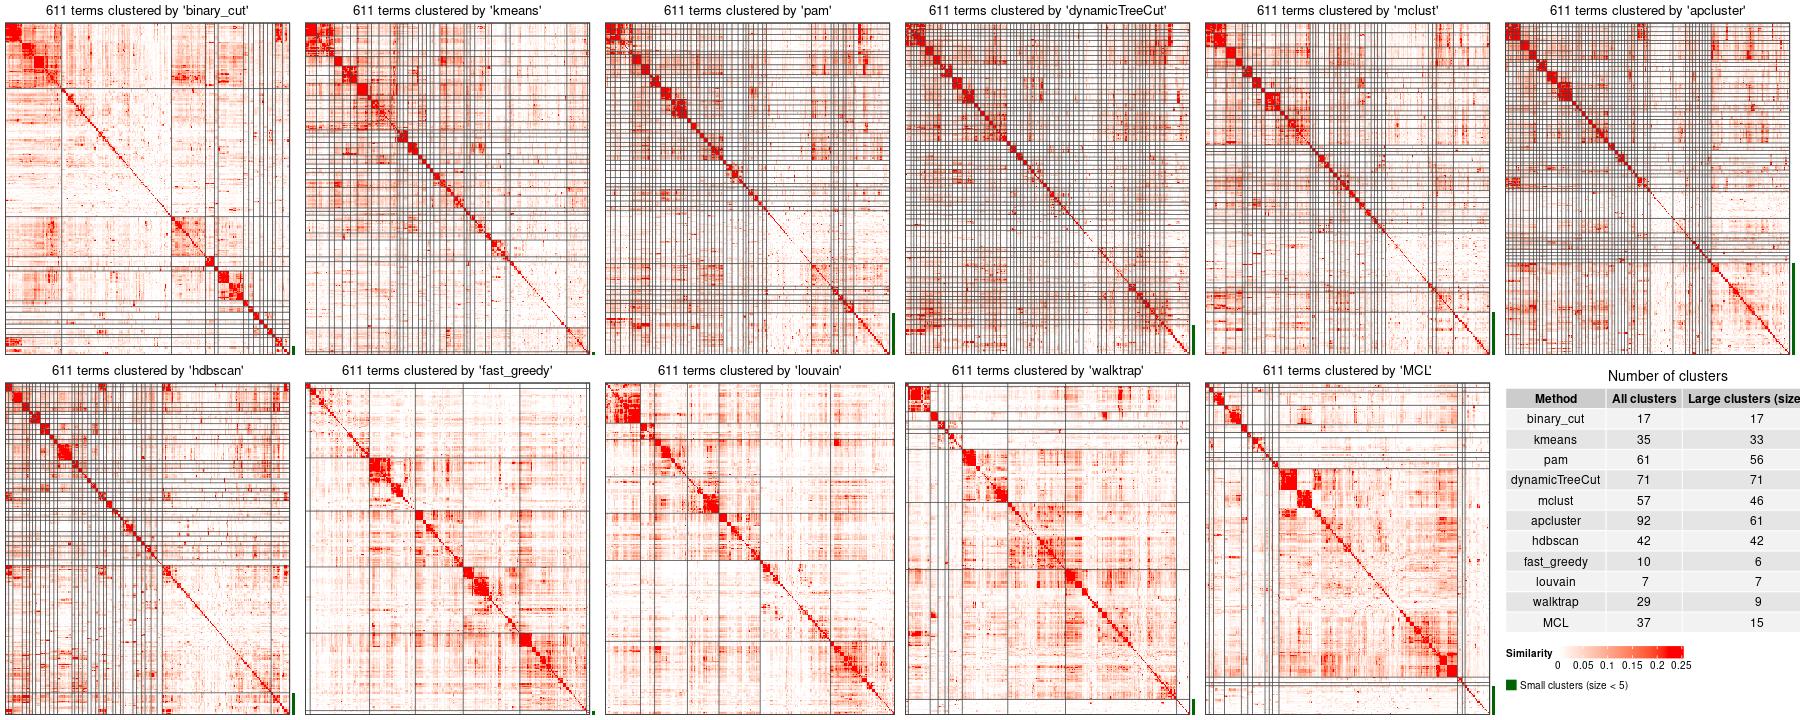 611 terms clustered by 'binary_cut'
611 terms clustered by 'kmeans'
611 terms clustered by 'pam'
611 terms clustered by 'dynamicTreeCut'
611 terms clustered by 'mclust'
611 terms clustered by 'apcluster'
611 terms clustered by 'hdbscan'
611 terms clustered by 'fast_greedy'
611 terms clustered by 'louvain'
611 terms clustered by 'walktrap'
611 terms clustered by 'MCL'
Number of clusters
Method All clusters Large clusters (size
binary_cut 17 17
kmeans 35 33
pam 61 56
dynamicTreeCut 71 71
mclust 57 46
apcluster 92 61
hdbscan 42 42
fast_greedy 10 6
louvain 7 7
walktrap 29 9
MCL 37 15
Similarity
0 0.05 0.1 0.15 0.2 0.25
Small clusters (size < 5)